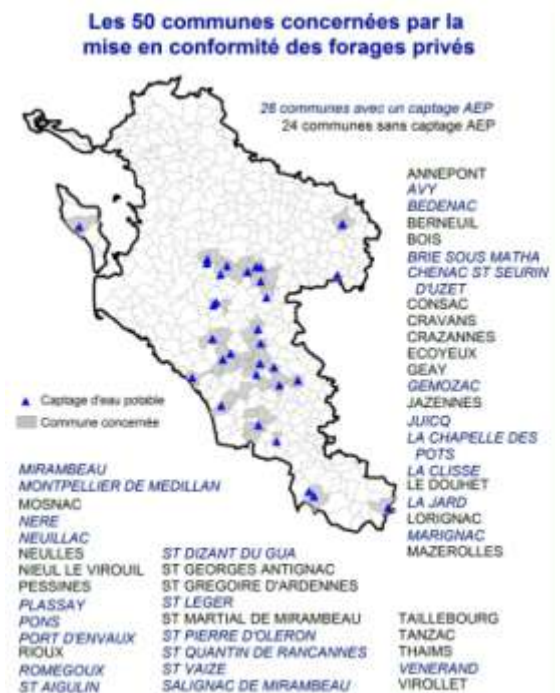 Les 50 communes concernées par la
mise en conformité des forages privés
26 communes avec un captage AEP
24 communes sans captage AEP
ANNEPONT
AVY
BEDENAC
BERNEUIL
BOIS
BRIE SOUS MATHA
CHENAC ST SEURIN
D'UZET
CONSAC
CRAVANS
CRAZANNES
ECOYEUX
GEAY
GEMOZAC
JAZENNES
JUICQ
LA CHAPELLE DES
POTS
LA CLISSE
LE DOUHET
LA JARD
LORIGNAC
MARIGNAC
MAZEROLLES
Captage d'eau potable
Commune concernée
MIRAMBEAU
MONTPELLIER DE MEDILLAN
MOSNAC
NERE
NEUILLAC
NEULLES
NIEUL LE VIROUIL
PESSINES
PLASSAY
PONS
PORT D'ENVAUX
RIOUX
ROMEGOUX
ST AIGULIN
ST DIZANT DU GUA
ST GEORGES ANTIGNAC
ST GREGOIRE D'ARDENNES
ST LEGER
ST MARTIAL DE MIRAMBEAU
ST PIERRE D'OLERON
ST QUANTIN DE RANCANNES
ST VAIZE
SALIGNAC DE MIRAMBEAU
TAILLEBOURG
TANZAC
THAIMS
VENERAND
VIROLLET